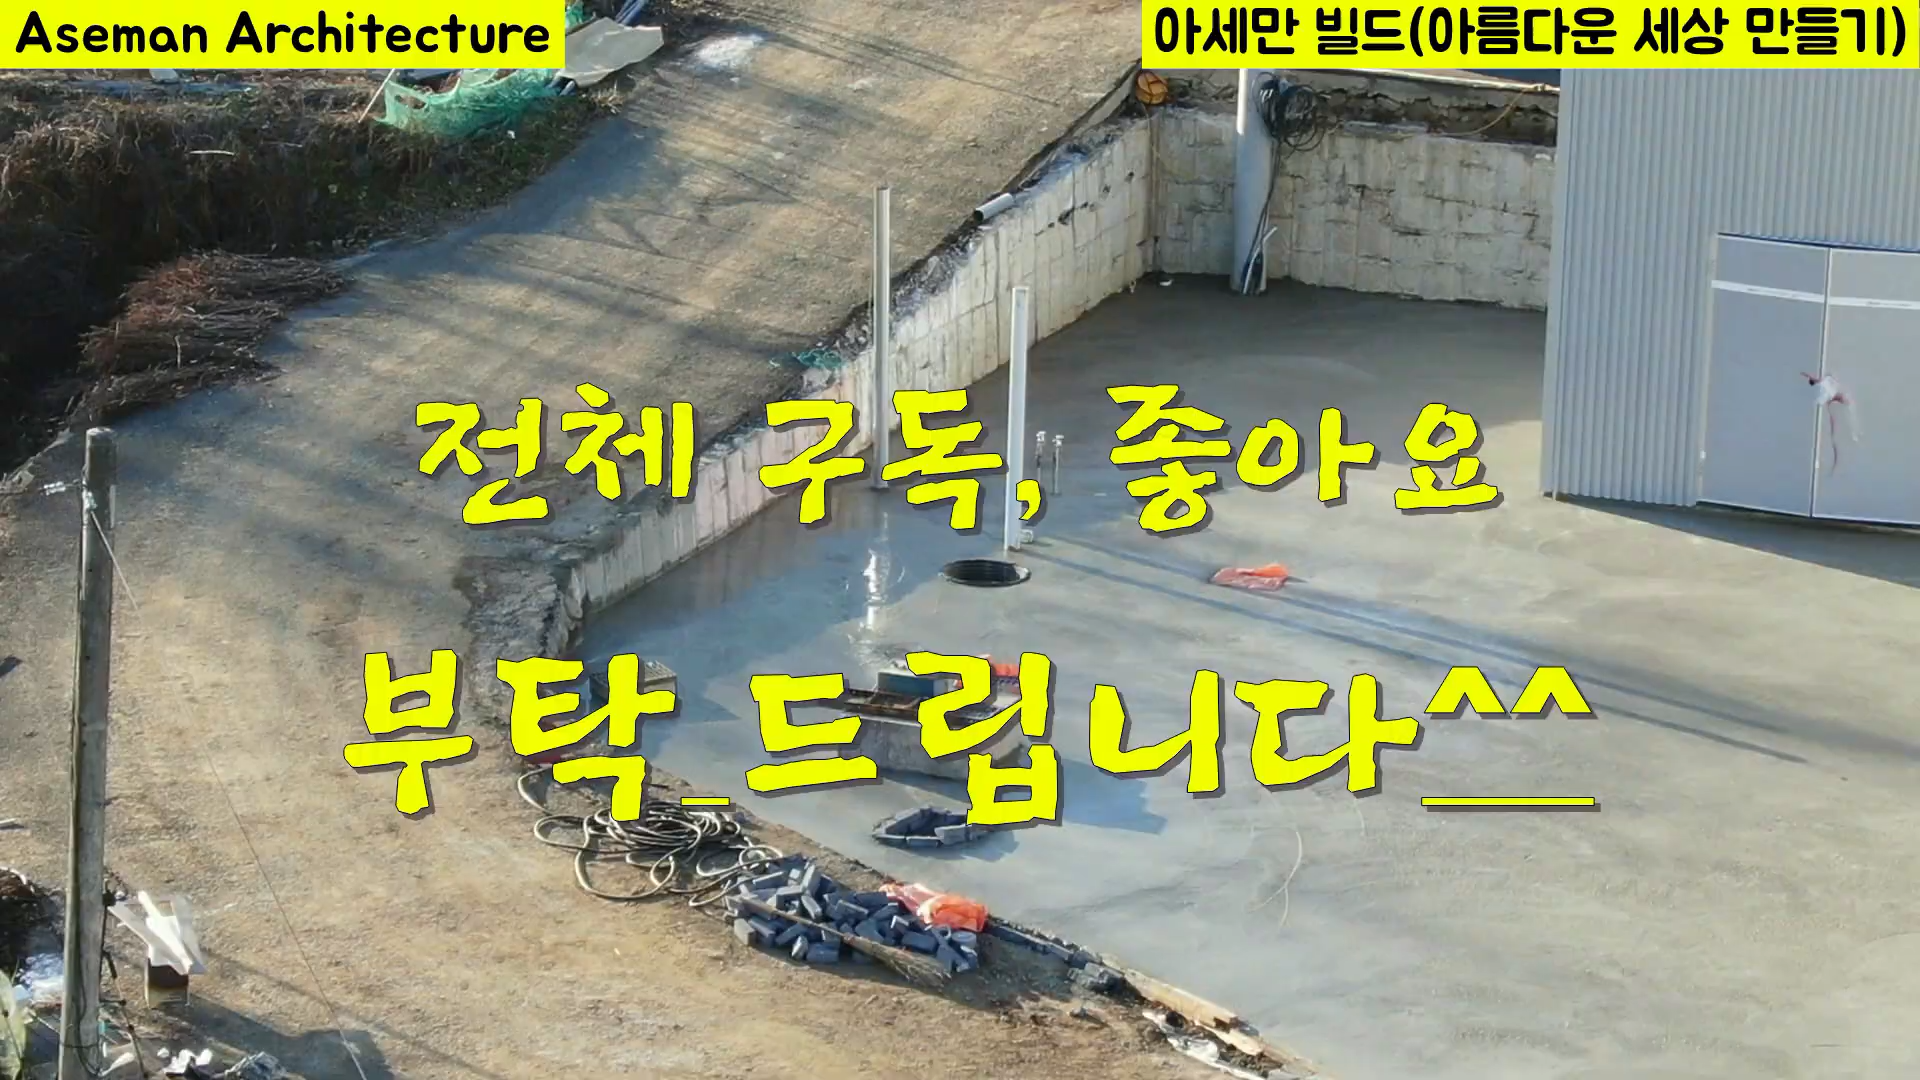 Aseman Architecture
아세만 빌드(아름다운 세상 만들기)
전체 구독, 좋아요
부탁 드립니다^^